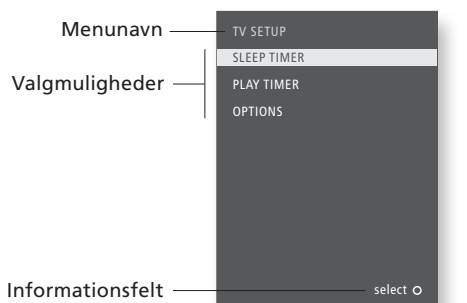 Menunavn
TV SETUP
SLEEP TIMER
Valgmuligheder
PLAY TIMER
OPTIONS
Informationsfelt
select